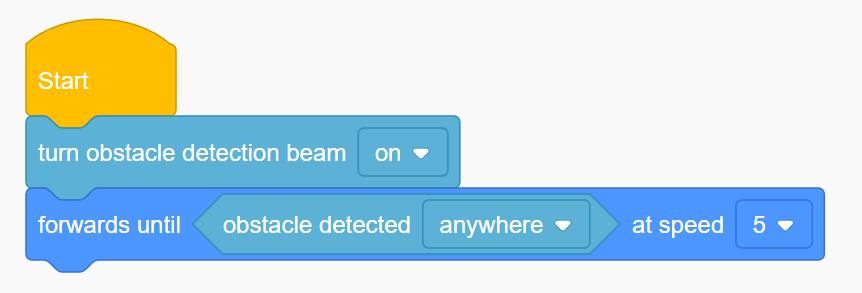 Start
turn obstacle detection beam on
forwards until obstacle detected anywhere at speed 5